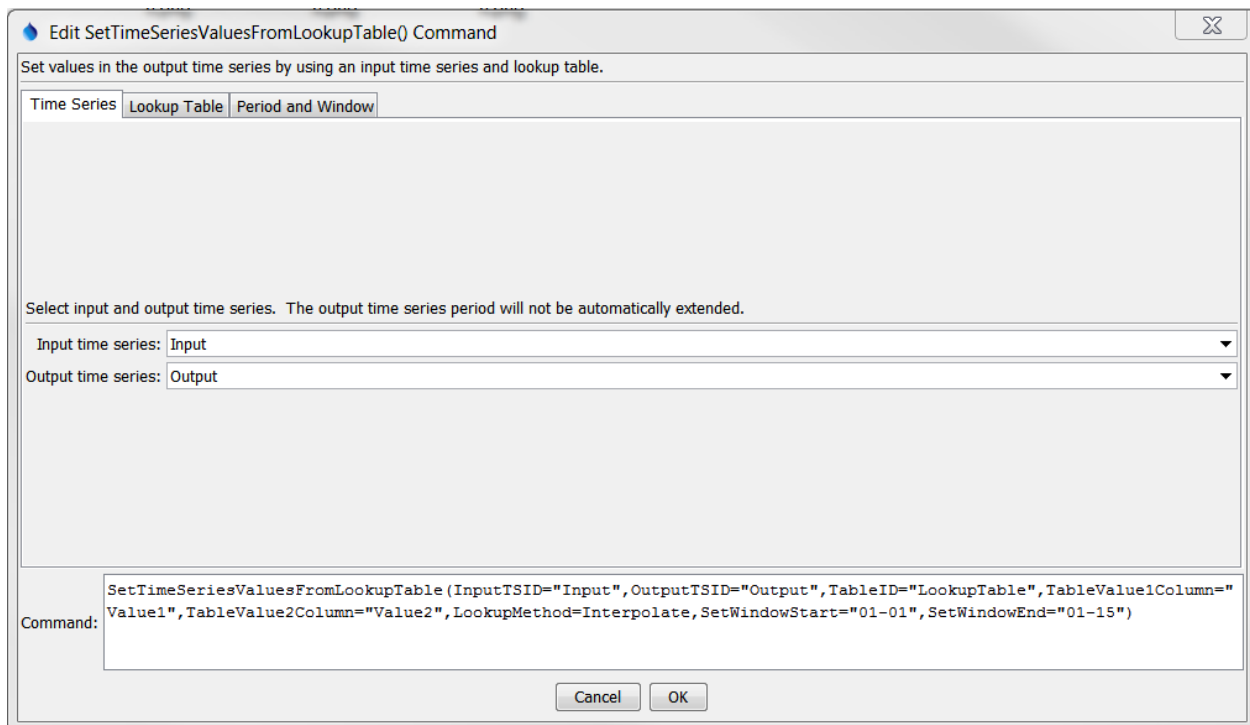 Edit SetTimeSeriesValuesFromLookupTable() Command
Set values in the output time series by using an input time series and lookup table.
Time Series Lookup Table Period and Window
Select input and output time series.  The output time series period will not be automatically extended.
Input time series: Input
Output time series: Output
SetTimeSeriesValuesFromLookupTable(InputTSID="Input",OutputTSID="Output",TableID="LookupTable",TableValue1Column="
Command: Value1",TableValue2Column="Value2",LookupMethod=Interpolate,SetWindowStart="01-01",SetWindowEnd="01-15")
Cancel OK